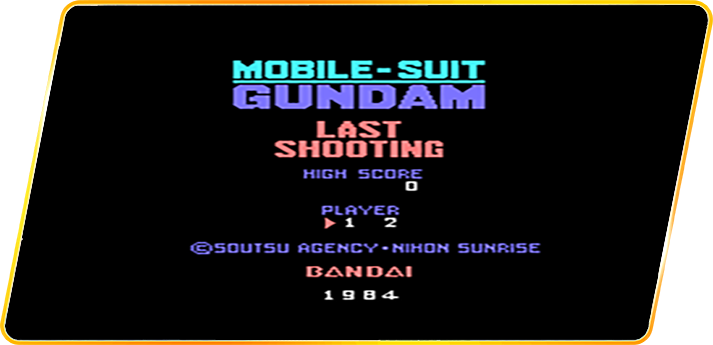 MOBILE-SUIT
GUNDAM
LAST
SHOOTING
HIGH SCORE
0
PLAYER
▶1 2
©SOUTSU AGENCY·NIHON SUNRISE
BANDAI
1984